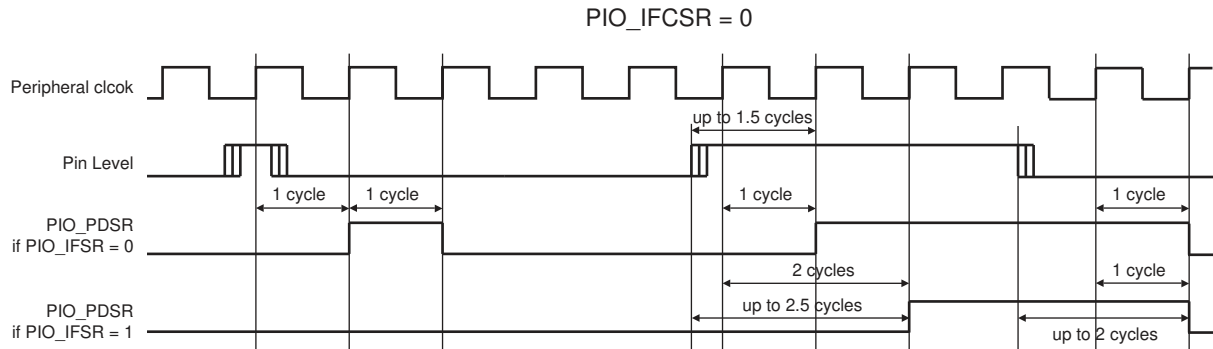 PIO_IFCSR = 0
Peripheral clcok
up to 1.5 cycles
Pin Level
1 cycle
1 cycle
1 cycle
1 cycle
PIO_PDSR
if PIO_IFSR = 0
2 cycles
1 cycle
PIO_PDSR
if PIO_IFSR = 1
up to 2.5 cycles
up to 2 cycles